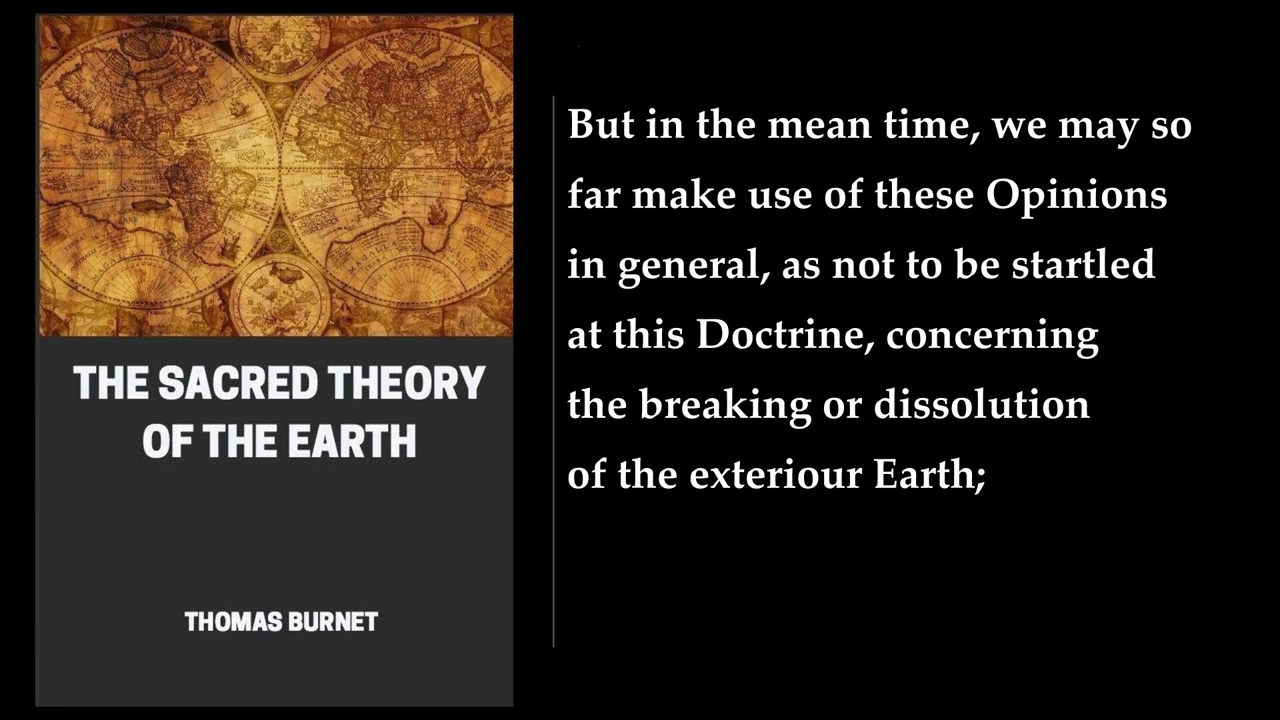 THE SACRED THEORY
OF THE EARTH
THOMAS BURNET
But in the mean time, we may so
far make use of these Opinions
in general, as not to be startled
at this Doctrine, concerning
the breaking or dissolution
of the exteriour Earth;